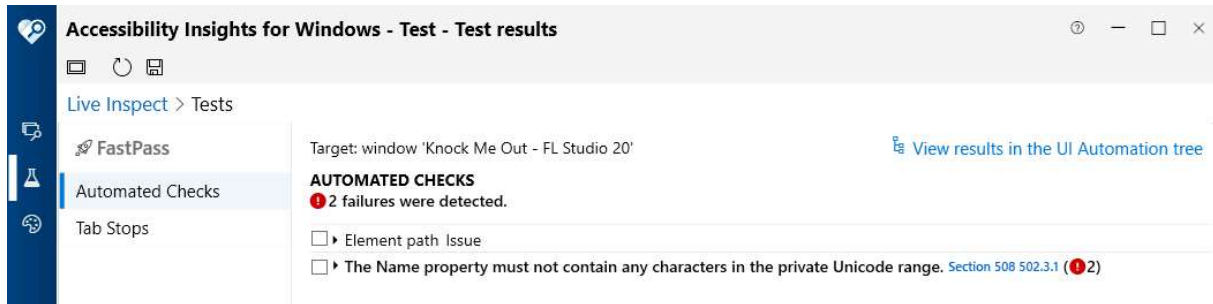 Accessibility Insights for Windows - Test - Test results
Live Inspect > Tests
FastPass
Automated Checks
Tab Stops
Target: window 'Knock Me Out - FL Studio 20'
View results in the UI Automation tree
AUTOMATED CHECKS
2 failures were detected.
Element path Issue
The Name property must not contain any characters in the private Unicode range. Section 508 502.3.1 (2)